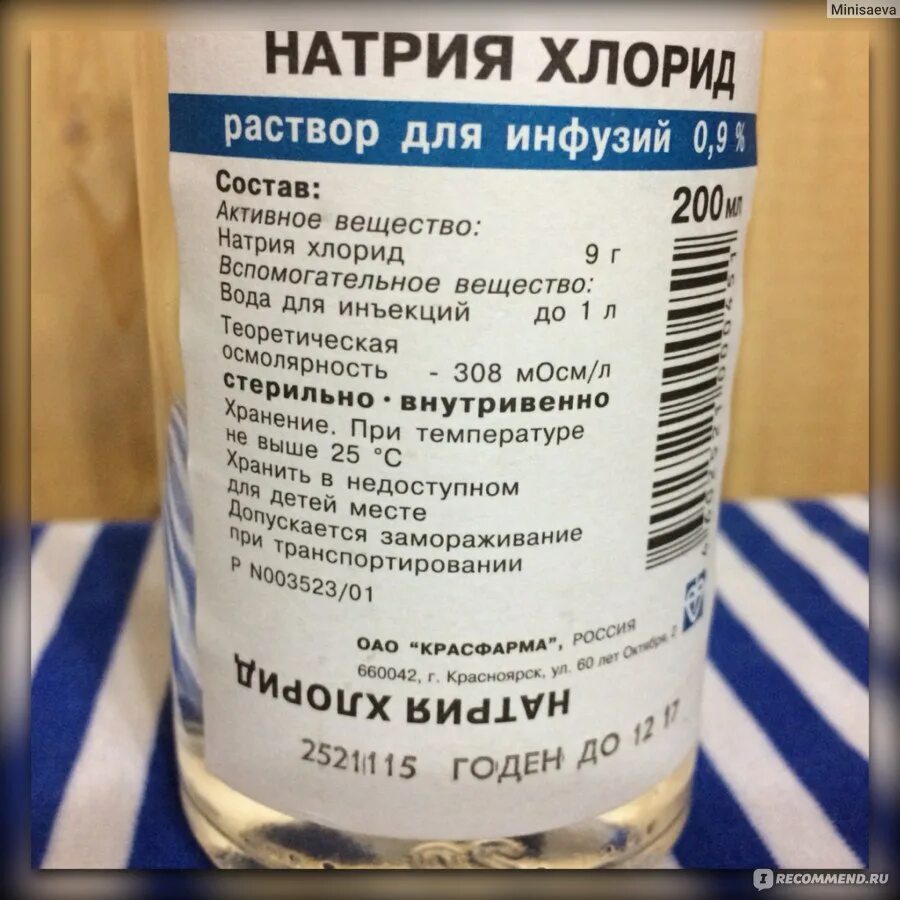 Minisaeva
НАТРИЯ ХЛОРИД
раствор для инфузий 0,9 %
200 мл
Состав:
Активное вещество:
Натрия хлорид 9 г
Вспомогательное вещество:
Вода для инъекций до 1 л
Теоретическая
осмолярность - 308 мОсм/л
стерильно · внутривенно
Хранение. При температуре
не выше 25 °С
Хранить в недоступном
для детей месте
Допускается замораживание
при транспортировании
Р N003523/01
ОАО "КРАСФАРМА", РОССИЯ
660042, г. Красноярск, ул. 60 лет Октября, 2
НАТРИЯ ХЛОРИД
2521115 ГОДЕН ДО 12 17
IRECOMMEND.RU